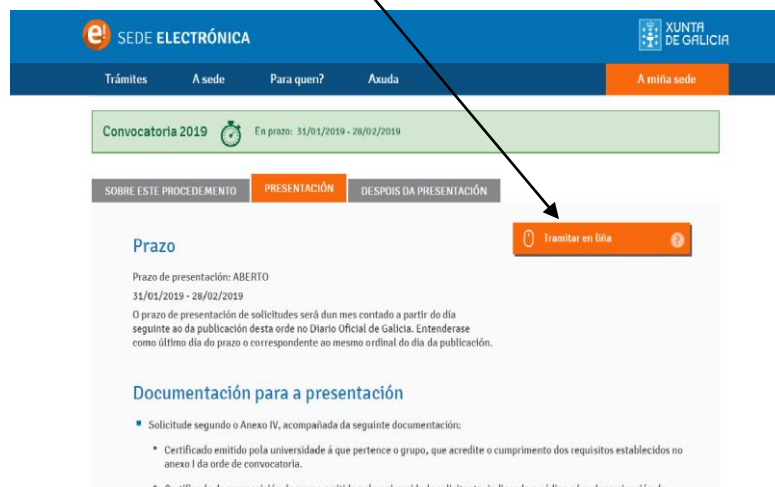 e! SEDE ELECTRÓNICA
XUNTA
DE GALICIA
Trámites A sede Para quen? Axuda A miña sede
Convocatoria 2019 En prazo: 31/01/2019 - 28/02/2019
SOBRE ESTE PROCEDEMENTO PRESENTACIÓN DESPOIS DA PRESENTACIÓN
Tramitar en liña ?
Prazo
Prazo de presentación: ABERTO
31/01/2019 - 28/02/2019
O prazo de presentación de solicitudes será dun mes contado a partir do día
seguinte ao da publicación desta orde no Diario Oficial de Galicia. Entenderase
como último día do prazo o correspondente ao mesmo ordinal do día da publicación.
Documentación para a presentación
Solicitude segundo o Anexo IV, acompañada da seguinte documentación:
Certificado emitido pola universidade á que pertence o grupo, que acredite o cumprimento dos requisitos establecidos no
anexo I da orde de convocatoria.